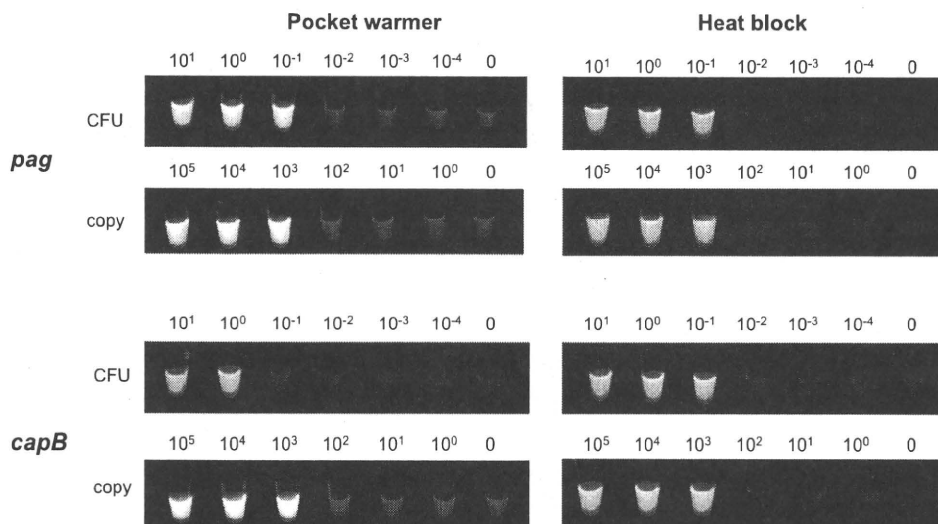 Pocket warmer Heat block
10¹ 10⁰ 10⁻¹ 10⁻² 10⁻³ 10⁻⁴ 0 10¹ 10⁰ 10⁻¹ 10⁻² 10⁻³ 10⁻⁴ 0
CFU
pag
10⁵ 10⁴ 10³ 10² 10¹ 10⁰ 0 10⁵ 10⁴ 10³ 10² 10¹ 10⁰ 0
copy
10¹ 10⁰ 10⁻¹ 10⁻² 10⁻³ 10⁻⁴ 0 10¹ 10⁰ 10⁻¹ 10⁻² 10⁻³ 10⁻⁴ 0
CFU
capB
10⁵ 10⁴ 10³ 10² 10¹ 10⁰ 0 10⁵ 10⁴ 10³ 10² 10¹ 10⁰ 0
copy